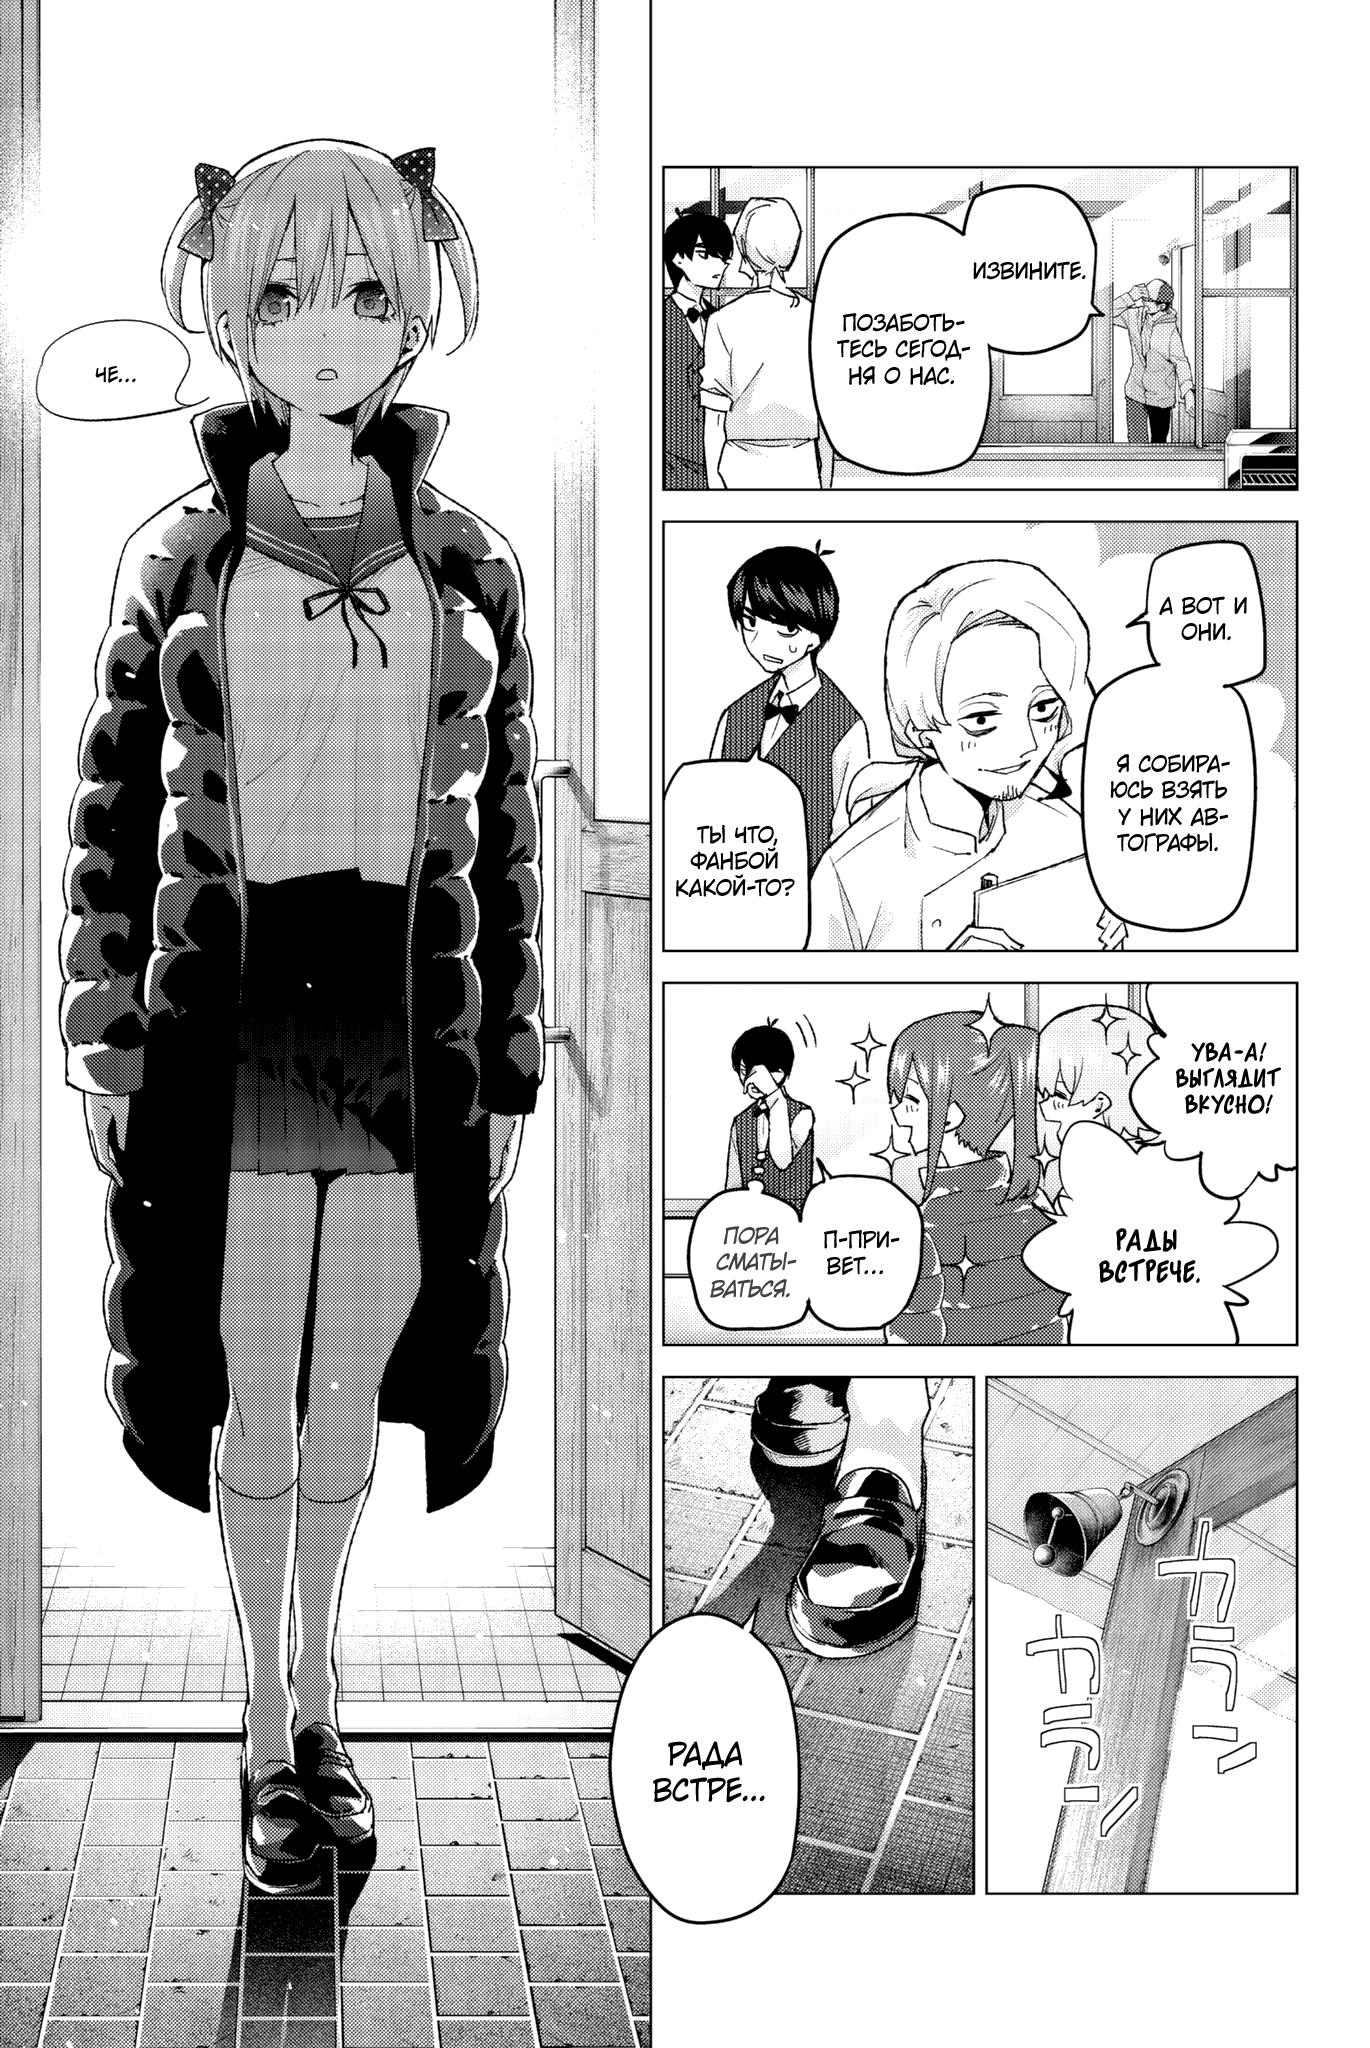 ИЗВИНИТЕ.
ПОЗАБОТЬ-
ТЕСЬ СЕГОД-
НЯ О НАС.
А ВОТ И
ОНИ.
Я СОБИРА-
ЮСЬ ВЗЯТЬ
У НИХ АВ-
ТОГРАФЫ.
ТЫ ЧТО,
ФАНБОЙ
КАКОЙ-ТО?
УВА-А!
ВЫГЛЯДИТ
ВКУСНО!
РАДЫ
ВСТРЕЧЕ.
П-ПРИ-
ВЕТ...
ПОРА
СМАТЫ-
ВАТЬСЯ.
カラン
カラン
РАДА
ВСТРЕ...
ЧЕ...